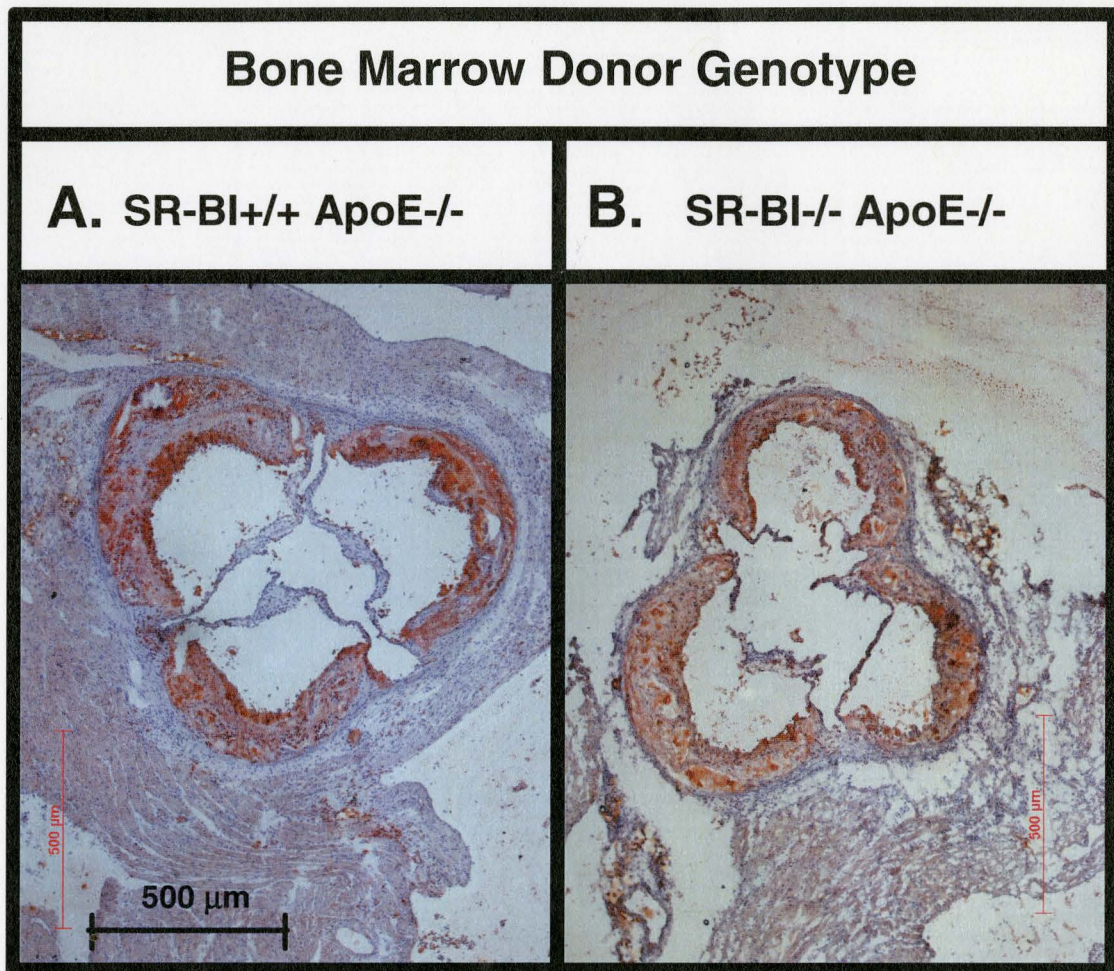 Bone Marrow Donor Genotype
A. SR-BI+/+ ApoE-/-
B. SR-BI-/- ApoE-/-
500 µm
500 µm
500 µm